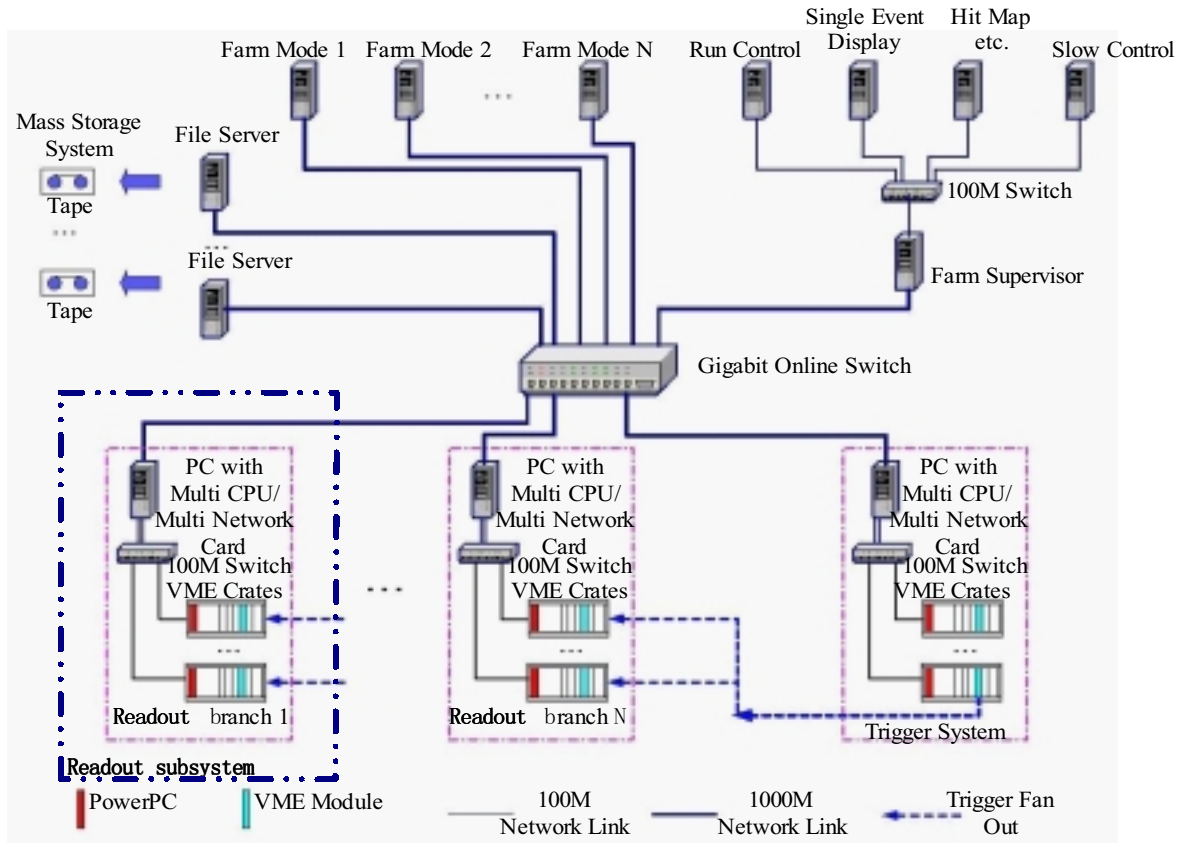 Single Event
Display
Hit Map
etc.
Farm Mode 1
Farm Mode 2
Farm Mode N
Run Control
Slow Control
...
Mass Storage
System
File Server
Tape
100M Switch
...
...
File Server
Farm Supervisor
Tape
Gigabit Online Switch
PC with
Multi CPU/
Multi Network
Card
100M Switch
VME Crates
...
Readout branch 1
Readout subsystem
...
PC with
Multi CPU/
Multi Network
Card
100M Switch
VME Crates
...
Readout branch N
PC with
Multi CPU/
Multi Network
Card
100M Switch
VME Crates
...
Trigger System
PowerPC
VME Module
100M
Network Link
1000M
Network Link
Trigger Fan
Out